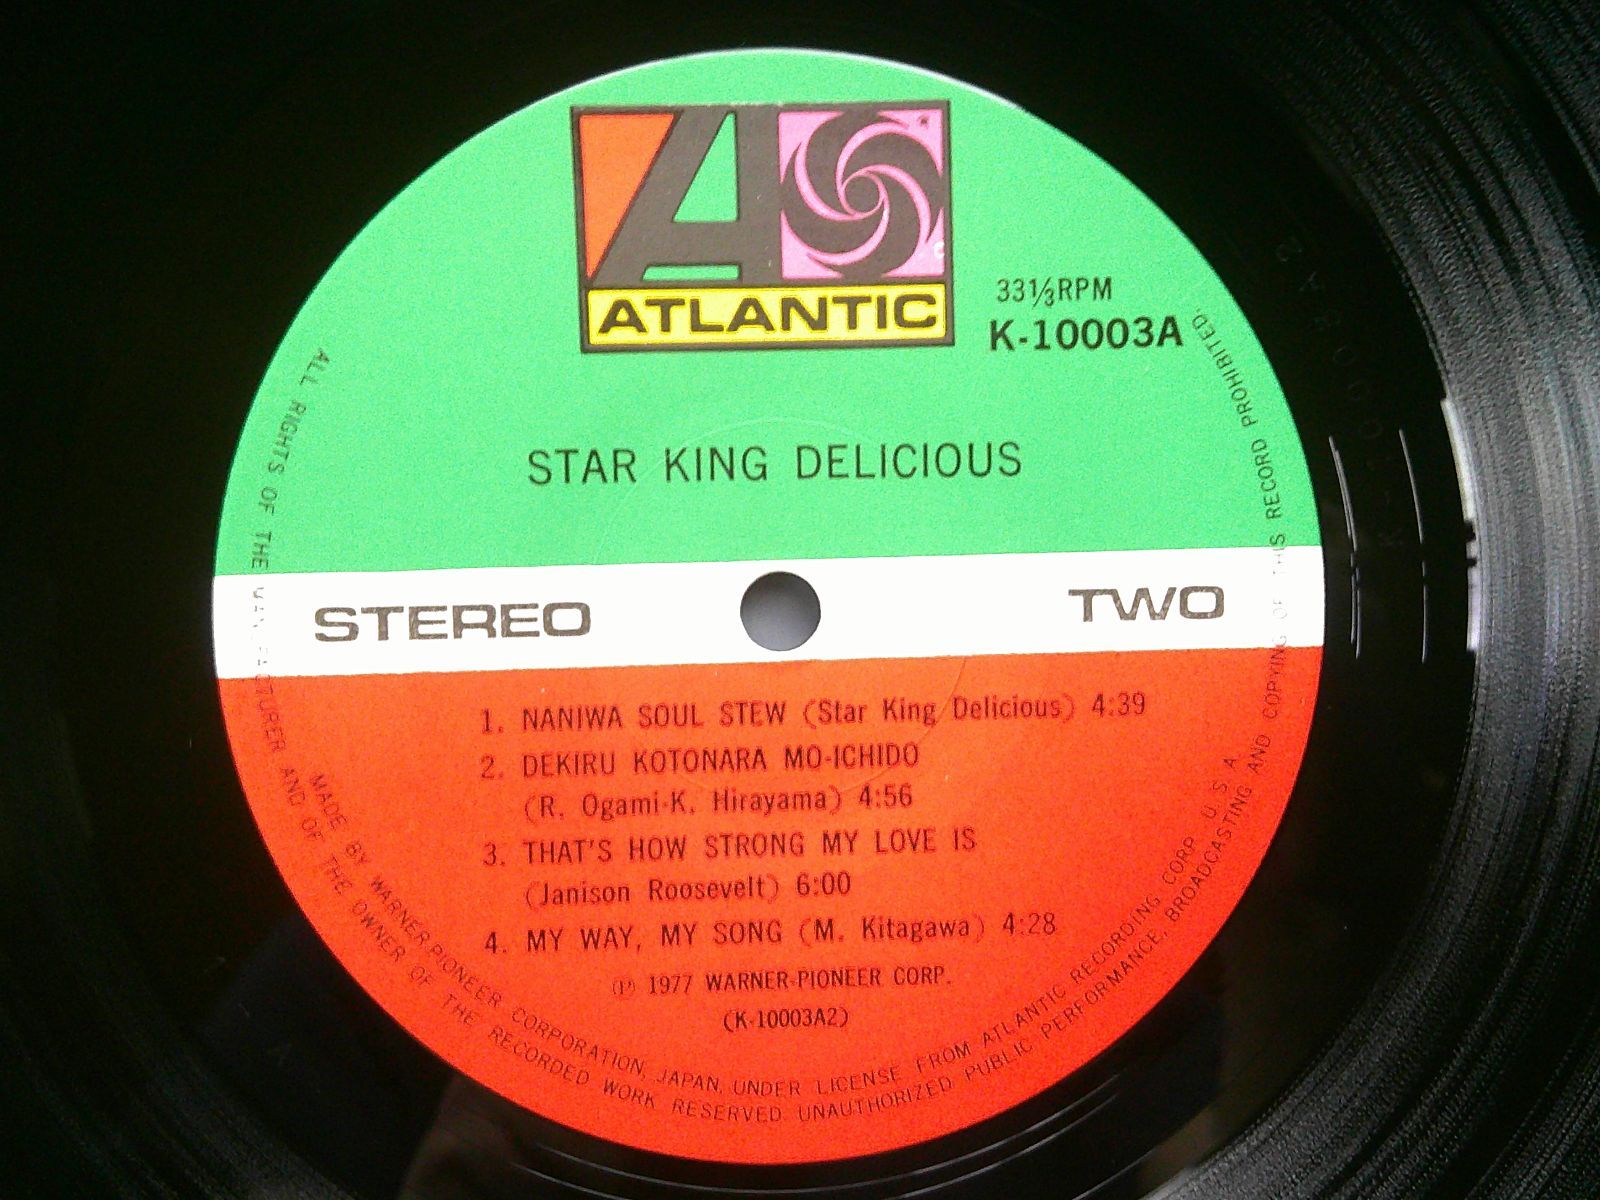 ATLANTIC
33⅓RPM
K-10003A
STAR KING DELICIOUS
STEREO
TWO
1. NANIWA SOUL STEW (Star King Delicious) 4:39
2. DEKIRU KOTONARA MO-ICHIDO
(R. Ogami-K. Hirayama) 4:56
3. THAT'S HOW STRONG MY LOVE IS
(Janison Roosevelt) 6:00
4. MY WAY, MY SONG (M. Kitagawa) 4:28
Ⓟ 1977 WARNER-PIONEER CORP.
(K-10003A2)
MADE BY WARNER-PIONEER CORPORATION, JAPAN, UNDER LICENSE FROM ATLANTIC RECORDING CORP. U.S.A.
ALL RIGHTS OF THE MANUFACTURER AND OF THE OWNER OF THE RECORDED WORK RESERVED. UNAUTHORIZED PUBLIC PERFORMANCE, BROADCASTING AND COPYING OF THIS RECORD PROHIBITED.